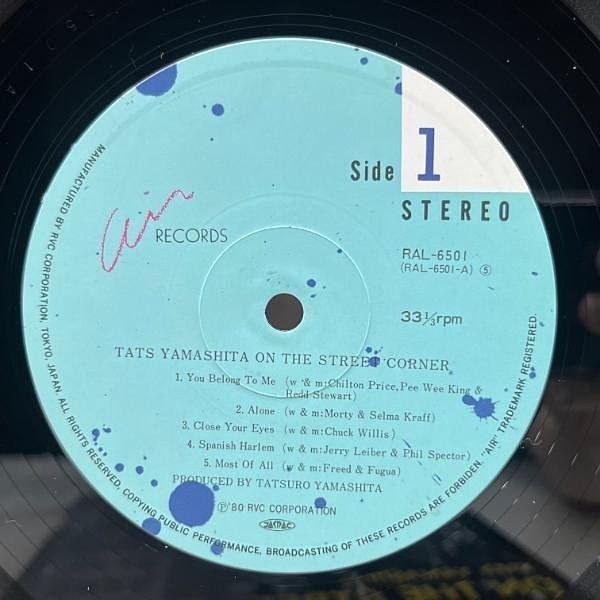 Side 1
STEREO
Air RECORDS
RAL-6501
(RAL-6501-A) ⑤
33⅓rpm
TATS YAMASHITA ON THE STREET CORNER
1. You Belong To Me (w & m:Chilton Price,Pee Wee King &
Redd Stewart)
2. Alone (w & m:Morty & Selma Kraff)
3. Close Your Eyes (w & m:Chuck Willis)
4. Spanish Harlem (w & m:Jerry Leiber & Phil Spector)
5. Most Of All (w & m:Freed & Fugua)
PRODUCED BY TATSURO YAMASHITA
Ⓟ'80 RVC CORPORATION
JASRAC
MANUFACTURED BY RVC CORPORATION, TOKYO, JAPAN. ALL RIGHTS RESERVED. COPYING PUBLIC PERFORMANCE, BROADCASTING OF THESE RECORDS ARE FORBIDEN. "AIR" TRADEMARK REGISTERED.